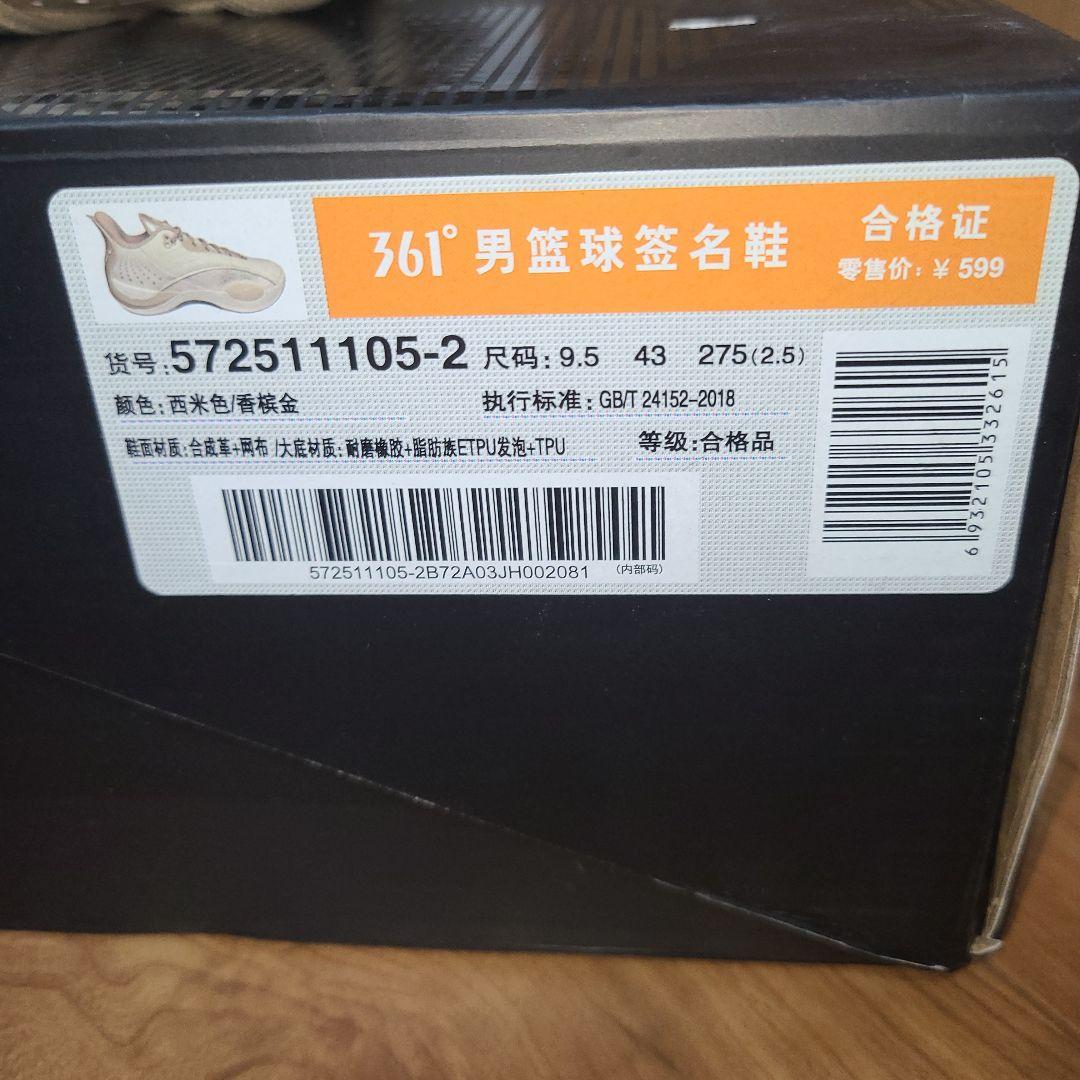 361° 男篮球签名鞋
合格证
零售价：￥599
货号:572511105-2 尺码: 9.5 43 275(2.5)
颜色: 西米色/香槟金 执行标准: GB/T 24152-2018
鞋面材质: 合成革+网布 /大底材质: 耐磨橡胶+脂肪族ETPU发泡+TPU 等级: 合格品
572511105-2B72A03JH002081 (内部码)
6932105332615